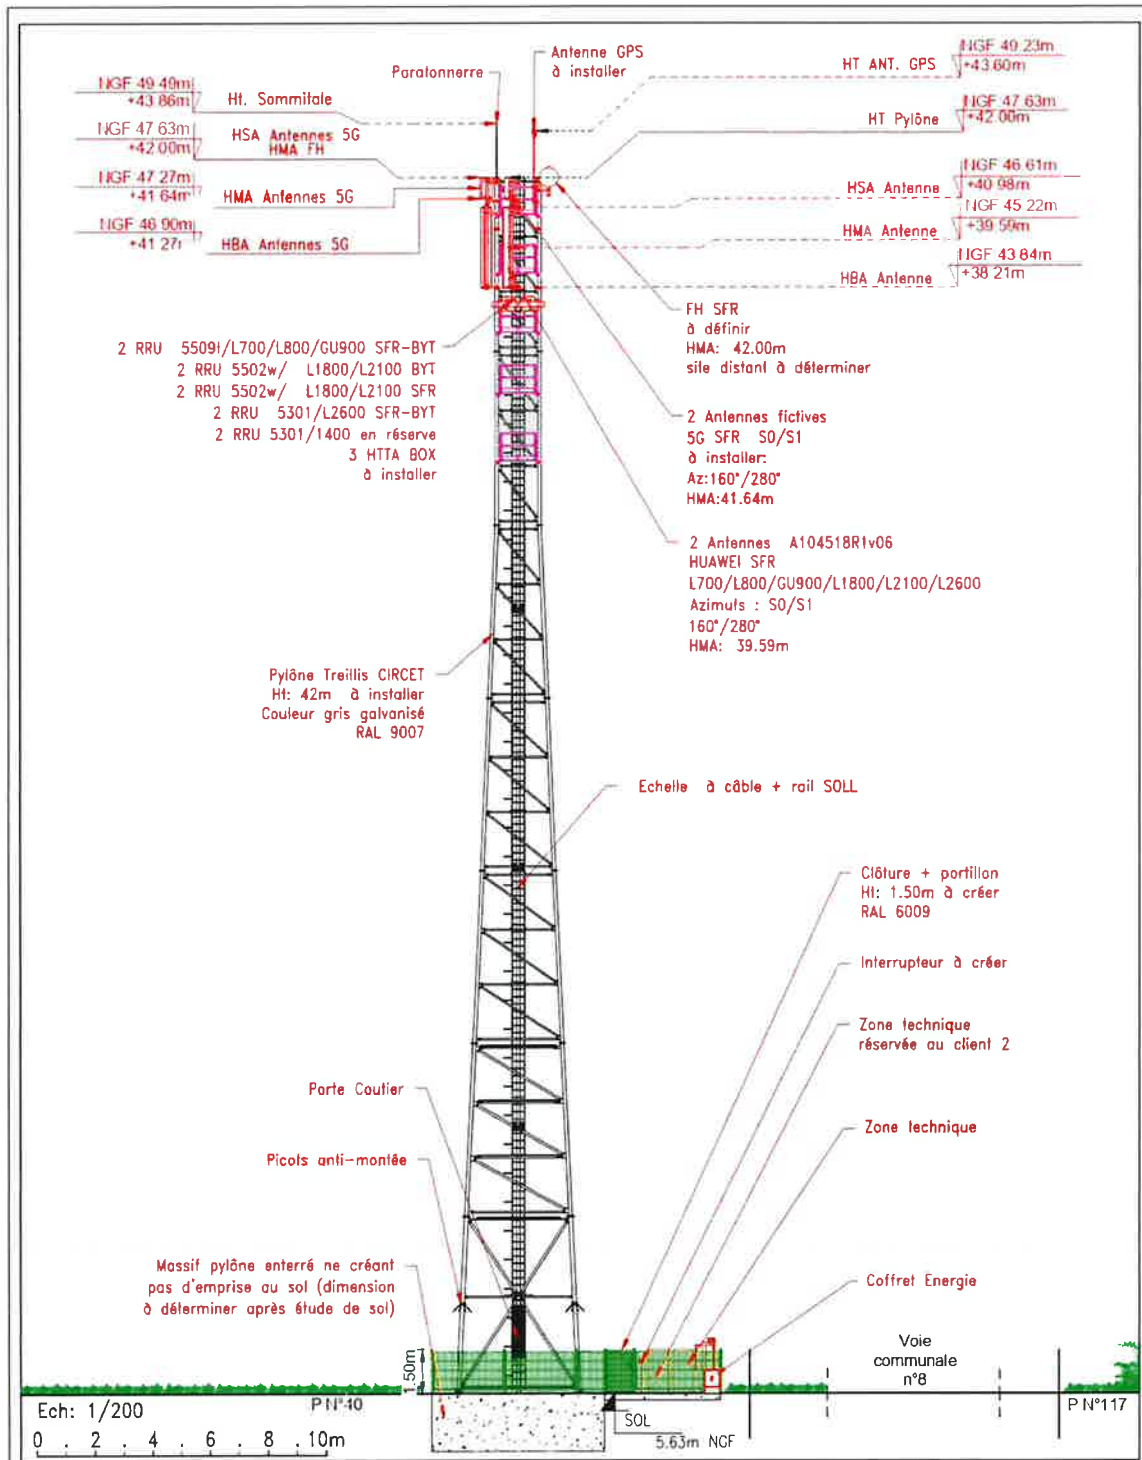 NGF 49.49m
+43.86m
Ht. Sommitale
NGF 47.63m
+42.00m
HSA Antennes 5G
HMA FH
NGF 47.27m
+41.64m
HMA Antennes 5G
NGF 46.90m
+41.27m
HBA Antennes 5G
Paratonnerre
Antenne GPS
à installer
HT ANT. GPS
NGF 49.23m
+43.60m
HT Pylône
NGF 47.63m
+42.00m
HSA Antenne
NGF 46.61m
+40.98m
HMA Antenne
NGF 45.22m
+39.59m
HBA Antenne
NGF 43.84m
+38.21m
FH SFR
à définir
HMA: 42.00m
site distant à déterminer
2 RRU 5509t/L700/L800/GU900 SFR-BYT
2 RRU 5502w/ L1800/L2100 BYT
2 RRU 5502w/ L1800/L2100 SFR
2 RRU 5301/L2600 SFR-BYT
2 RRU 5301/1400 en réserve
3 HTTA BOX
à installer
2 Antennes fictives
5G SFR S0/S1
à installer:
Az:160°/280°
HMA:41.64m
2 Antennes A104518R1v06
HUAWEI SFR
L700/L800/GU900/L1800/L2100/L2600
Azimuts : S0/S1
160°/280°
HMA: 39.59m
Pylône Treillis CIRCET
Ht: 42m à installer
Couleur gris galvanisé
RAL 9007
Echelle à câble + rail SOLL
Clôture + portillon
Ht: 1.50m à créer
RAL 6009
Interrupteur à créer
Zone technique
réservée au client 2
Zone technique
Coffret Energie
Porte Coutier
Picots anti-montée
Massif pylône enterré ne créant
pas d'emprise au sol (dimension
à déterminer après étude de sol)
1.50m
Voie
communale
n°8
P N°40
P N°117
SOL
5.63m NGF
Ech: 1/200
0 . 2 . 4 . 6 . 8 . 10m